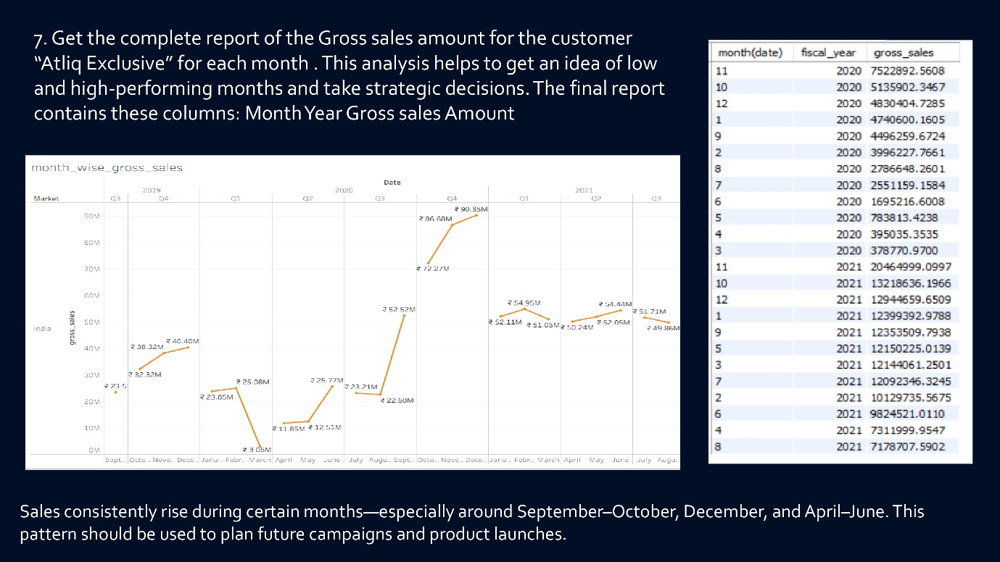 7. Get the complete report of the Gross sales amount for the customer
“Atliq Exclusive” for each month . This analysis helps to get an idea of low
and high-performing months and take strategic decisions. The final report
contains these columns: Month Year Gross sales Amount
month_wise_gross_sales
Date
2019 2020 2021
Market Q3 Q4 Q1 Q2 Q3 Q4 Q1 Q2 Q3
90M
80M
70M
60M
50M
40M
30M
20M
10M
0M
gross_sales
India
₹ 23.5
₹ 32.32M
₹ 38.32M
₹ 40.40M
₹ 23.85M
₹ 25.08M
₹ 3.06M
₹ 11.85M
₹ 12.51M
₹ 25.77M
₹ 23.21M
₹ 22.60M
₹ 52.52M
₹ 72.27M
₹ 86.68M
₹ 90.35M
₹ 52.11M
₹ 54.95M
₹ 51.05M
₹ 50.24M
₹ 52.05M
₹ 54.44M
₹ 51.71M
₹ 49.86M
Sept.. Octo.. Nove.. Dece.. Janu.. Febr.. March April May June July Augu.. Sept.. Octo.. Nove.. Dece.. Janu.. Febr.. March April May June July Augu..
month(date) fiscal_year gross_sales
11 2020 7522892.5608
10 2020 5135902.3467
12 2020 4830404.7285
1 2020 4740600.1605
9 2020 4496259.6724
2 2020 3996227.7661
8 2020 2786648.2601
7 2020 2551159.1584
6 2020 1695216.6008
5 2020 783813.4238
4 2020 395035.3535
3 2020 378770.9700
11 2021 20464999.0997
10 2021 13218636.1966
12 2021 12944659.6509
1 2021 12399392.9788
9 2021 12353509.7938
5 2021 12150225.0139
3 2021 12144061.2501
7 2021 12092346.3245
2 2021 10129735.5675
6 2021 9824521.0110
4 2021 7311999.9547
8 2021 7178707.5902
Sales consistently rise during certain months—especially around September–October, December, and April–June. This
pattern should be used to plan future campaigns and product launches.